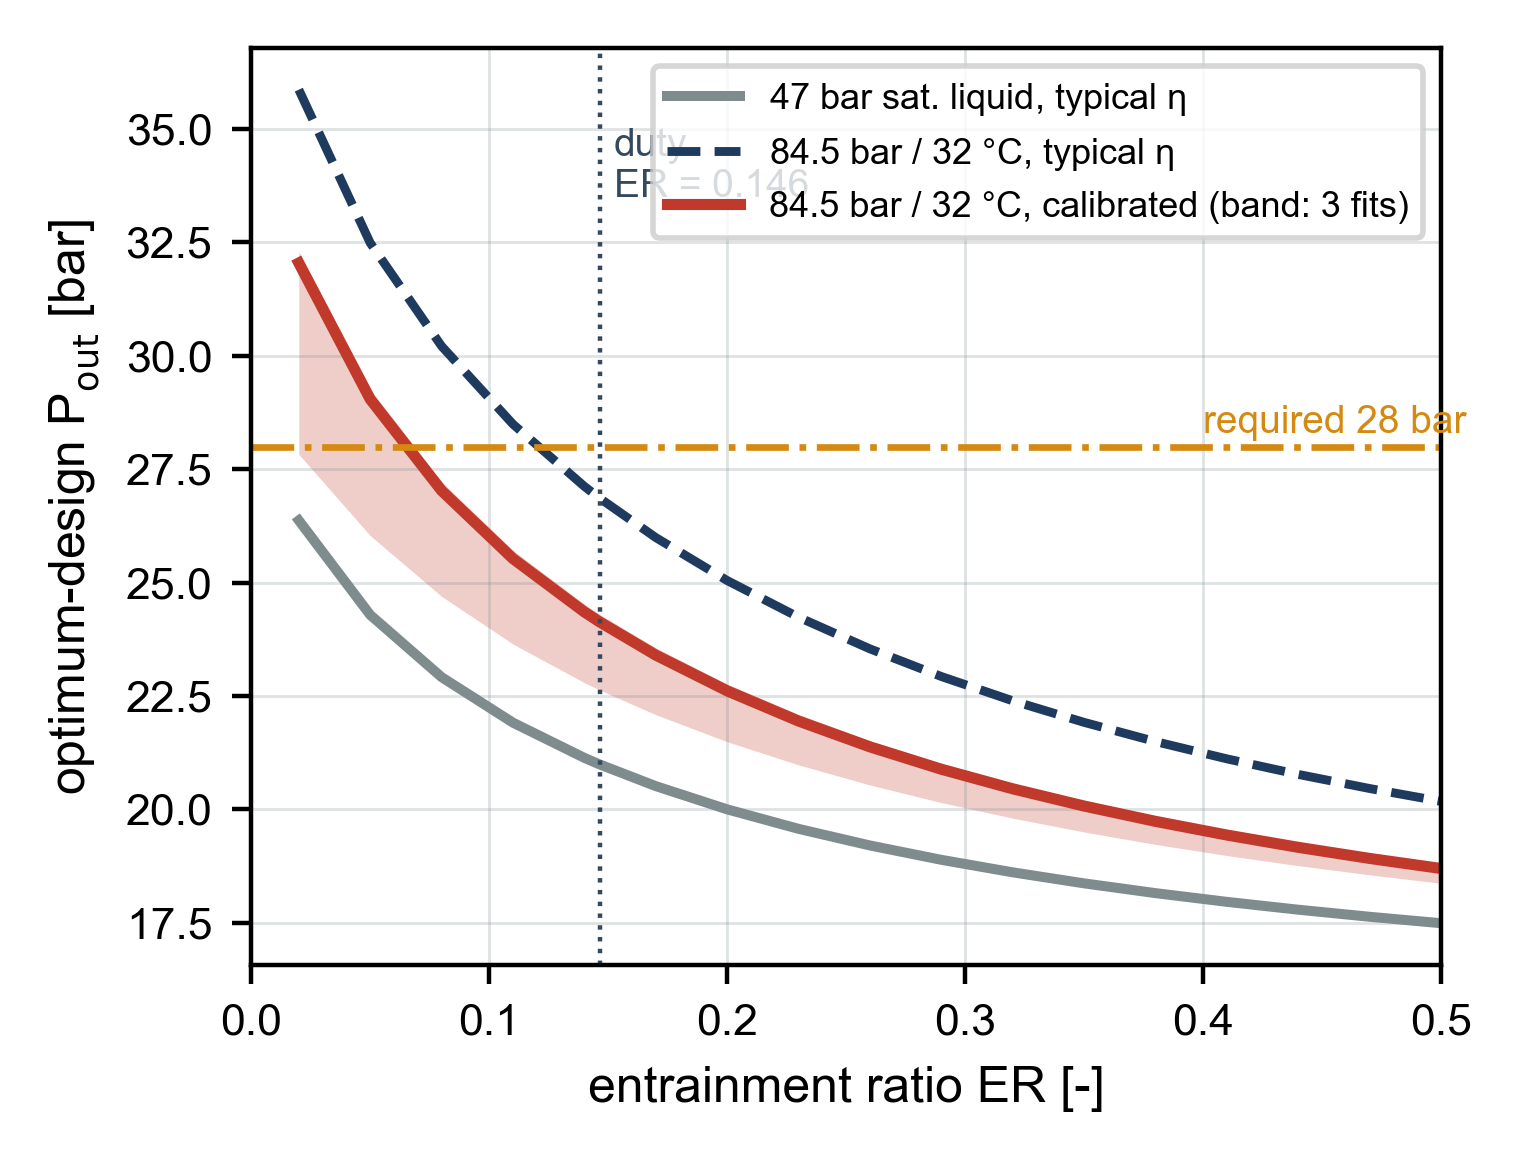 47 bar sat. liquid, typical η
84.5 bar / 32 °C, typical η
84.5 bar / 32 °C, calibrated (band: 3 fits)
duty
ER = 0.146
required 28 bar
optimum-design Pout [bar]
35.0
32.5
30.0
27.5
25.0
22.5
20.0
17.5
0.0 0.1 0.2 0.3 0.4 0.5
entrainment ratio ER [-]